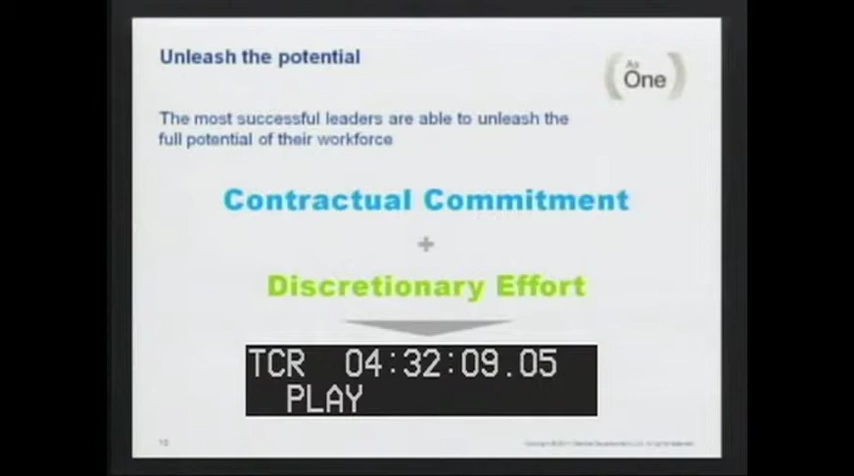 Unleash the potential
As
One
The most successful leaders are able to unleash the
full potential of their workforce
Contractual Commitment
+
Discretionary Effort
TCR 04:32:09.05
PLAY